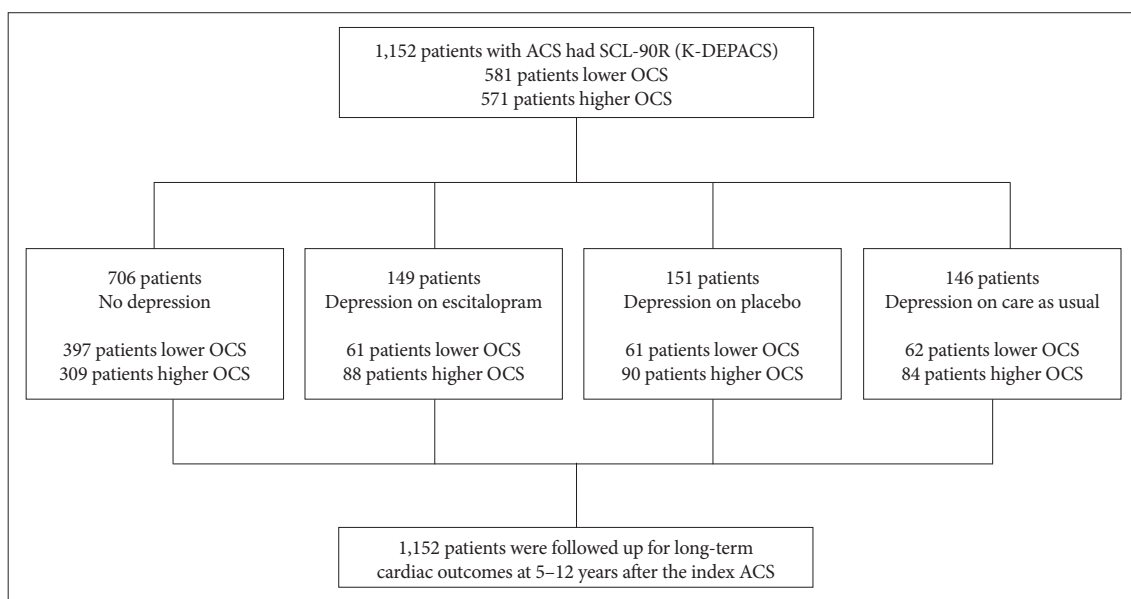 1,152 patients with ACS had SCL-90R (K-DEPACS)
581 patients lower OCS
571 patients higher OCS
706 patients
No depression
397 patients lower OCS
309 patients higher OCS
149 patients
Depression on escitalopram
61 patients lower OCS
88 patients higher OCS
151 patients
Depression on placebo
61 patients lower OCS
90 patients higher OCS
146 patients
Depression on care as usual
62 patients lower OCS
84 patients higher OCS
1,152 patients were followed up for long-term
cardiac outcomes at 5–12 years after the index ACS